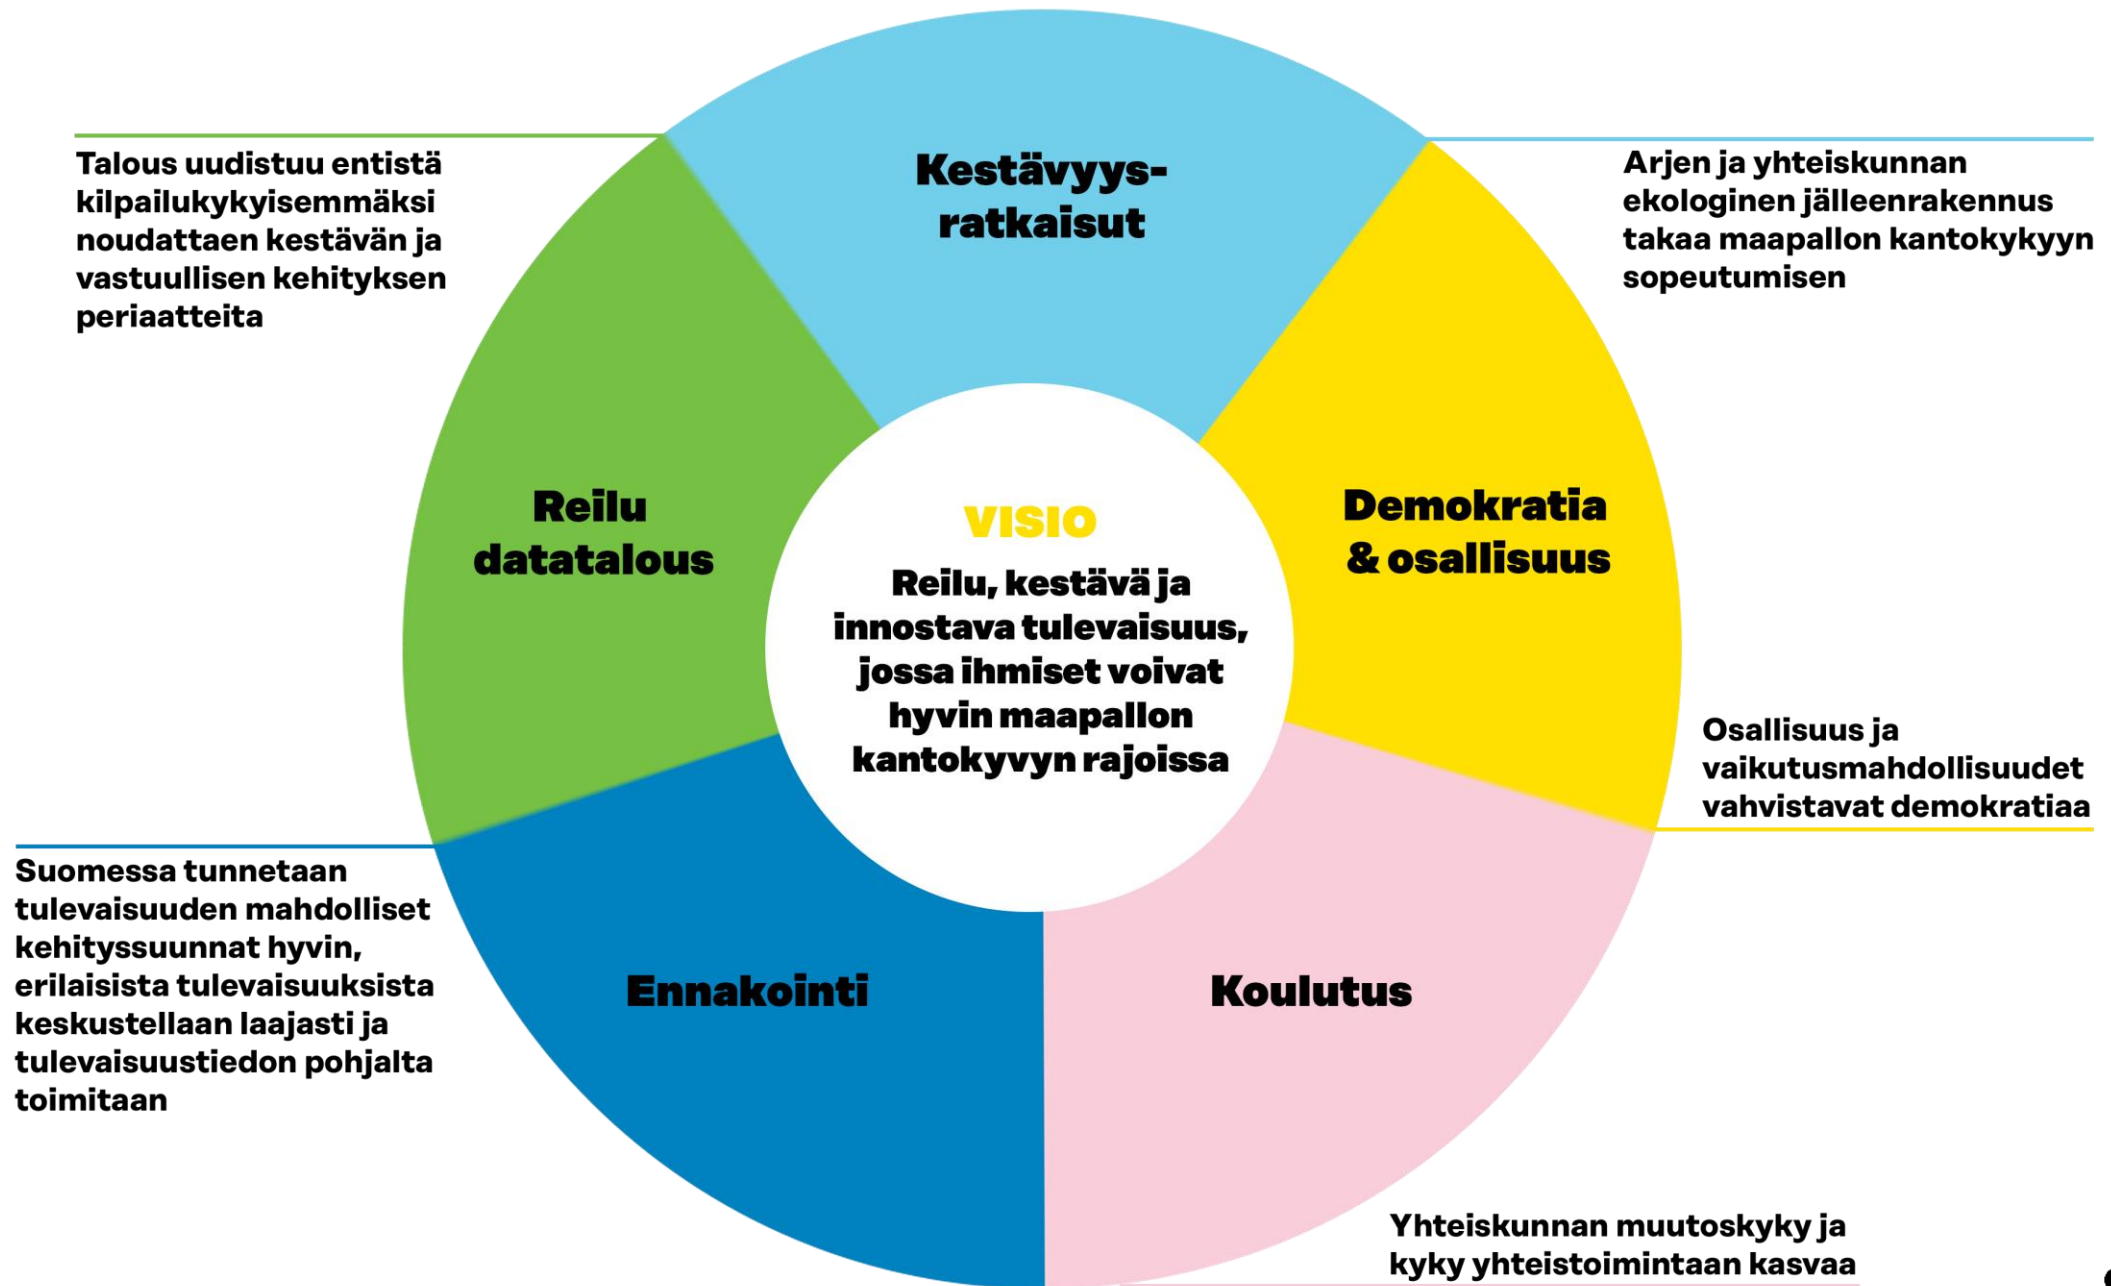 Kestävyys-
ratkaisut
Talous uudistuu entistä
kilpailukykyisemmäksi
noudattaen kestävän ja
vastuullisen kehityksen
periaatteita
Arjen ja yhteiskunnan
ekologinen jälleenrakennus
takaa maapallon kantokykyyn
sopeutumisen
Reilu
datatalous
VISIO
Reilu, kestävä ja
innostava tulevaisuus,
jossa ihmiset voivat
hyvin maapallon
kantokyvyn rajoissa
Demokratia
& osallisuus
Osallisuus ja
vaikutusmahdollisuudet
vahvistavat demokratiaa
Suomessa tunnetaan
tulevaisuuden mahdolliset
kehityssuunnat hyvin,
erilaisista tulevaisuuksista
keskustellaan laajasti ja
tulevaisuustiedon pohjalta
toimitaan
Ennakointi
Koulutus
Yhteiskunnan muutoskyky ja
kyky yhteistoimintaan kasvaa